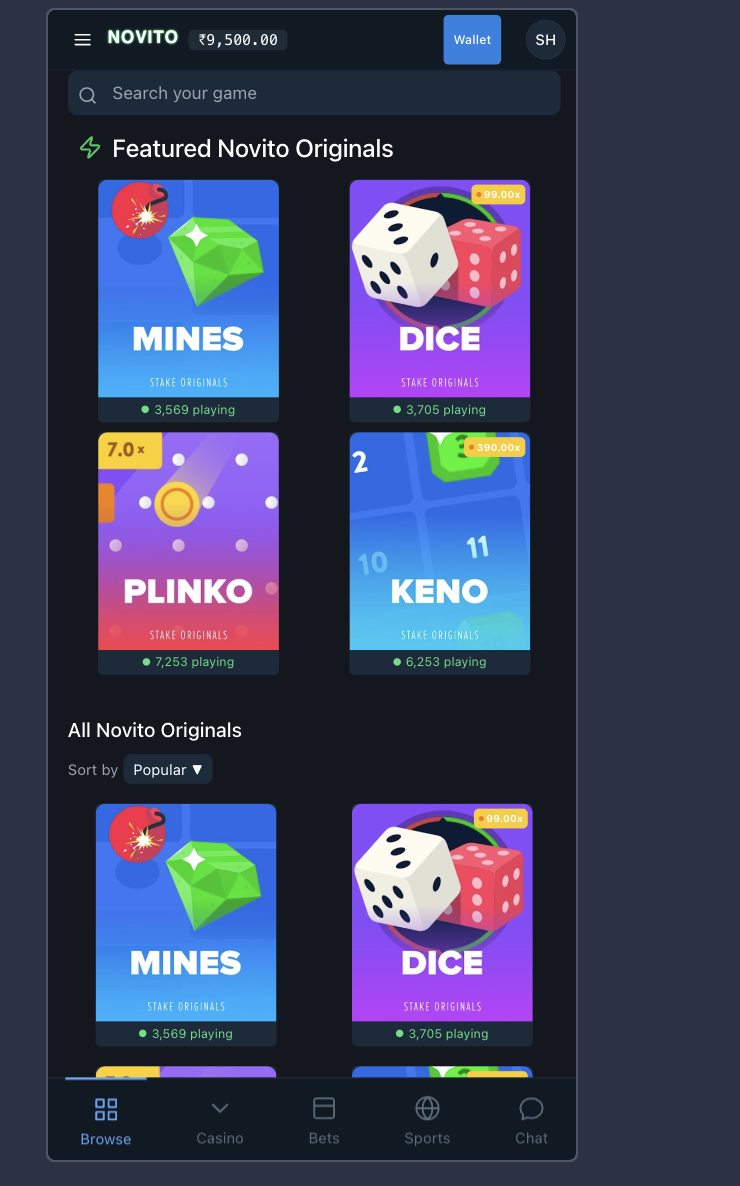 NOVITO ₹9,500.00 Wallet SH
Search your game
Featured Novito Originals
MINES
STAKE ORIGINALS
3,569 playing
99.00x
DICE
STAKE ORIGINALS
3,705 playing
7.0x
PLINKO
STAKE ORIGINALS
7,253 playing
390.00x
2
3
10
11
KENO
STAKE ORIGINALS
6,253 playing
All Novito Originals
Sort by Popular ▼
MINES
STAKE ORIGINALS
3,569 playing
99.00x
DICE
STAKE ORIGINALS
3,705 playing
Browse Casino Bets Sports Chat